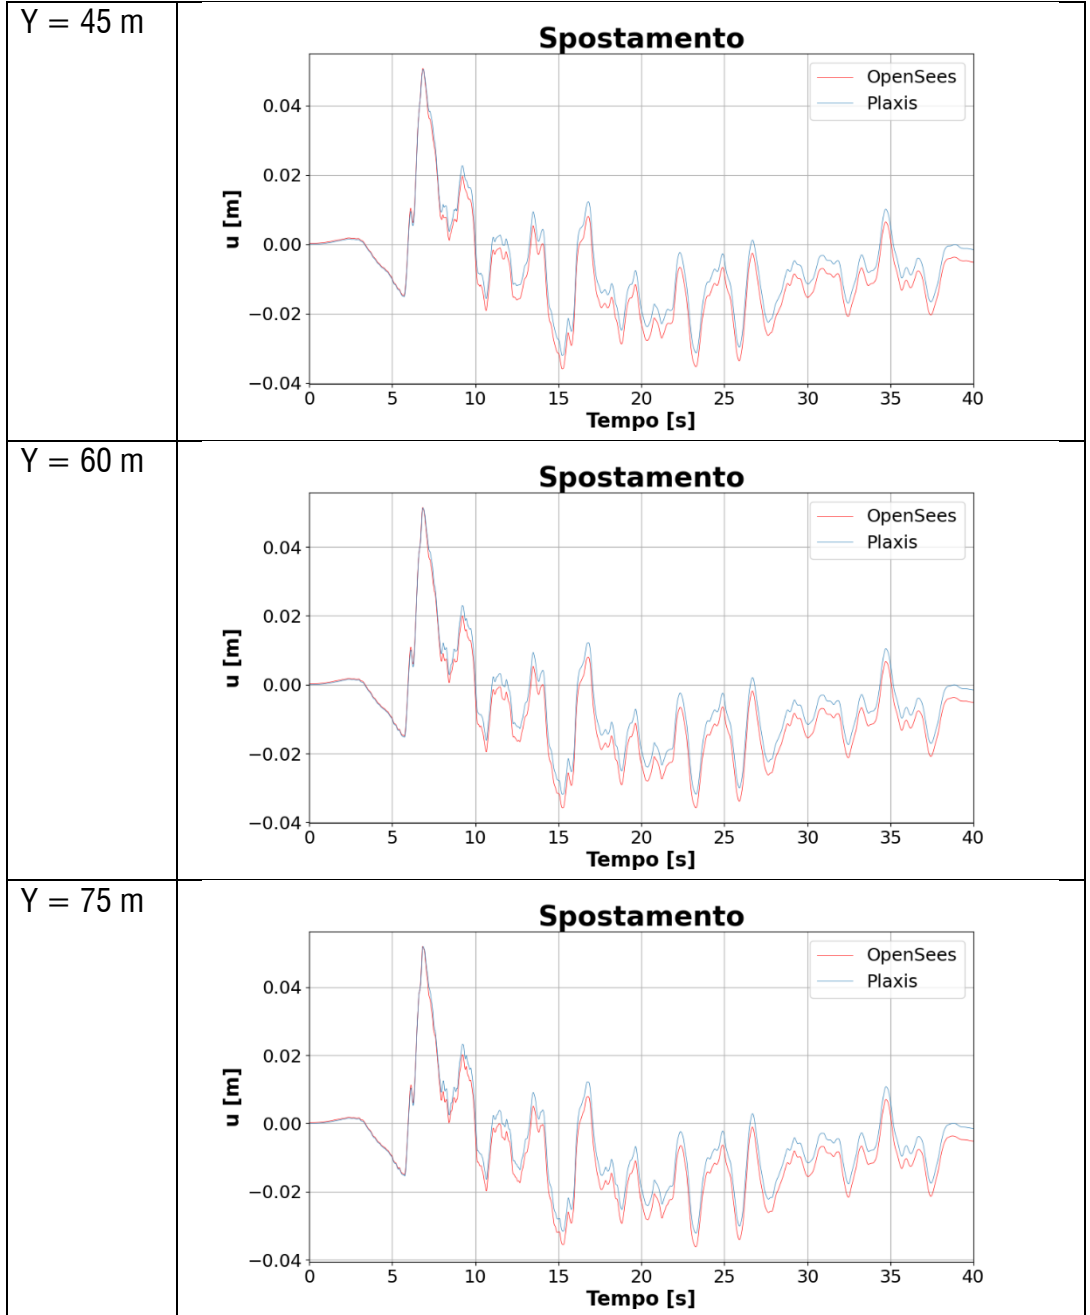 Y = 45 m
Spostamento
OpenSees
Plaxis
u [m]
0.04
0.02
0.00
−0.02
−0.04
0 5 10 15 20 25 30 35 40
Tempo [s]
Y = 60 m
Spostamento
OpenSees
Plaxis
u [m]
0.04
0.02
0.00
−0.02
−0.04
0 5 10 15 20 25 30 35 40
Tempo [s]
Y = 75 m
Spostamento
OpenSees
Plaxis
u [m]
0.04
0.02
0.00
−0.02
−0.04
0 5 10 15 20 25 30 35 40
Tempo [s]